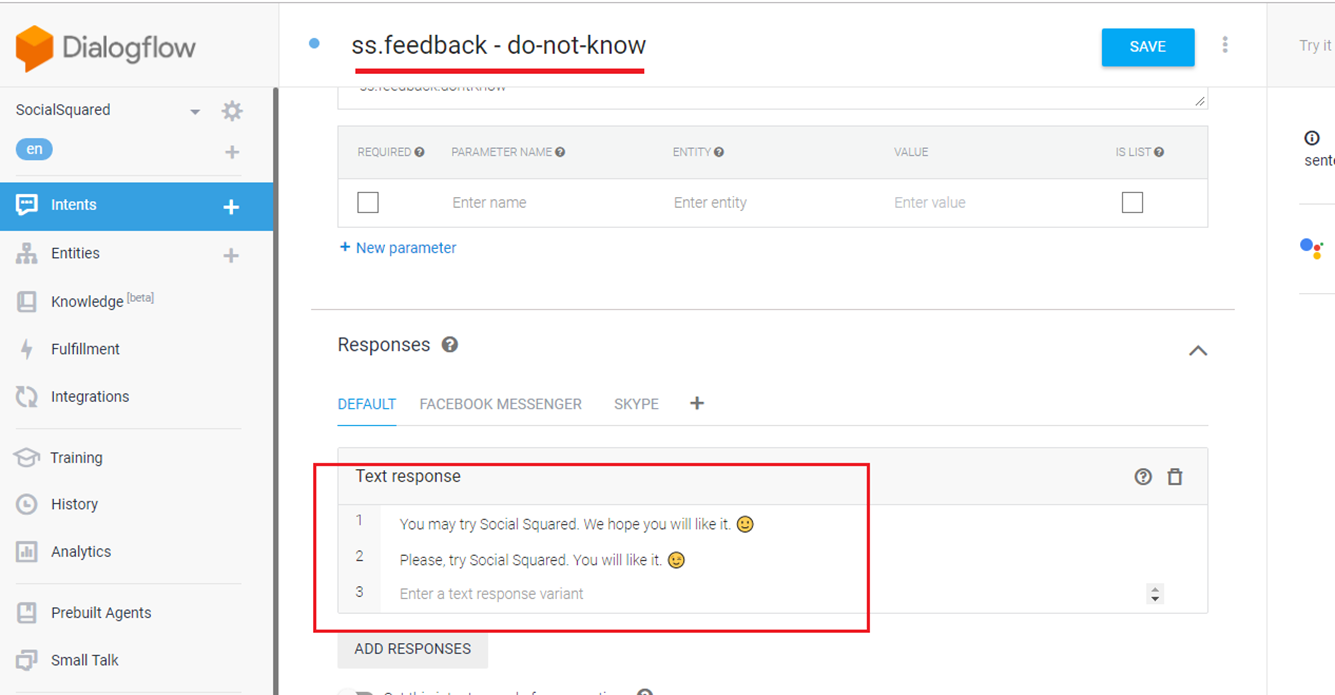 Dialogflow
SocialSquared
en
Intents
Entities
Knowledge [beta]
Fulfillment
Integrations
Training
History
Analytics
Prebuilt Agents
Small Talk
ss.feedback - do-not-know
SAVE
ss.feedback.dontKnow
REQUIRED PARAMETER NAME ENTITY VALUE IS LIST
Enter name Enter entity Enter value
+ New parameter
Responses
DEFAULT FACEBOOK MESSENGER SKYPE +
Text response
1 You may try Social Squared. We hope you will like it. 🙂
2 Please, try Social Squared. You will like it. 😉
3 Enter a text response variant
ADD RESPONSES
Try it